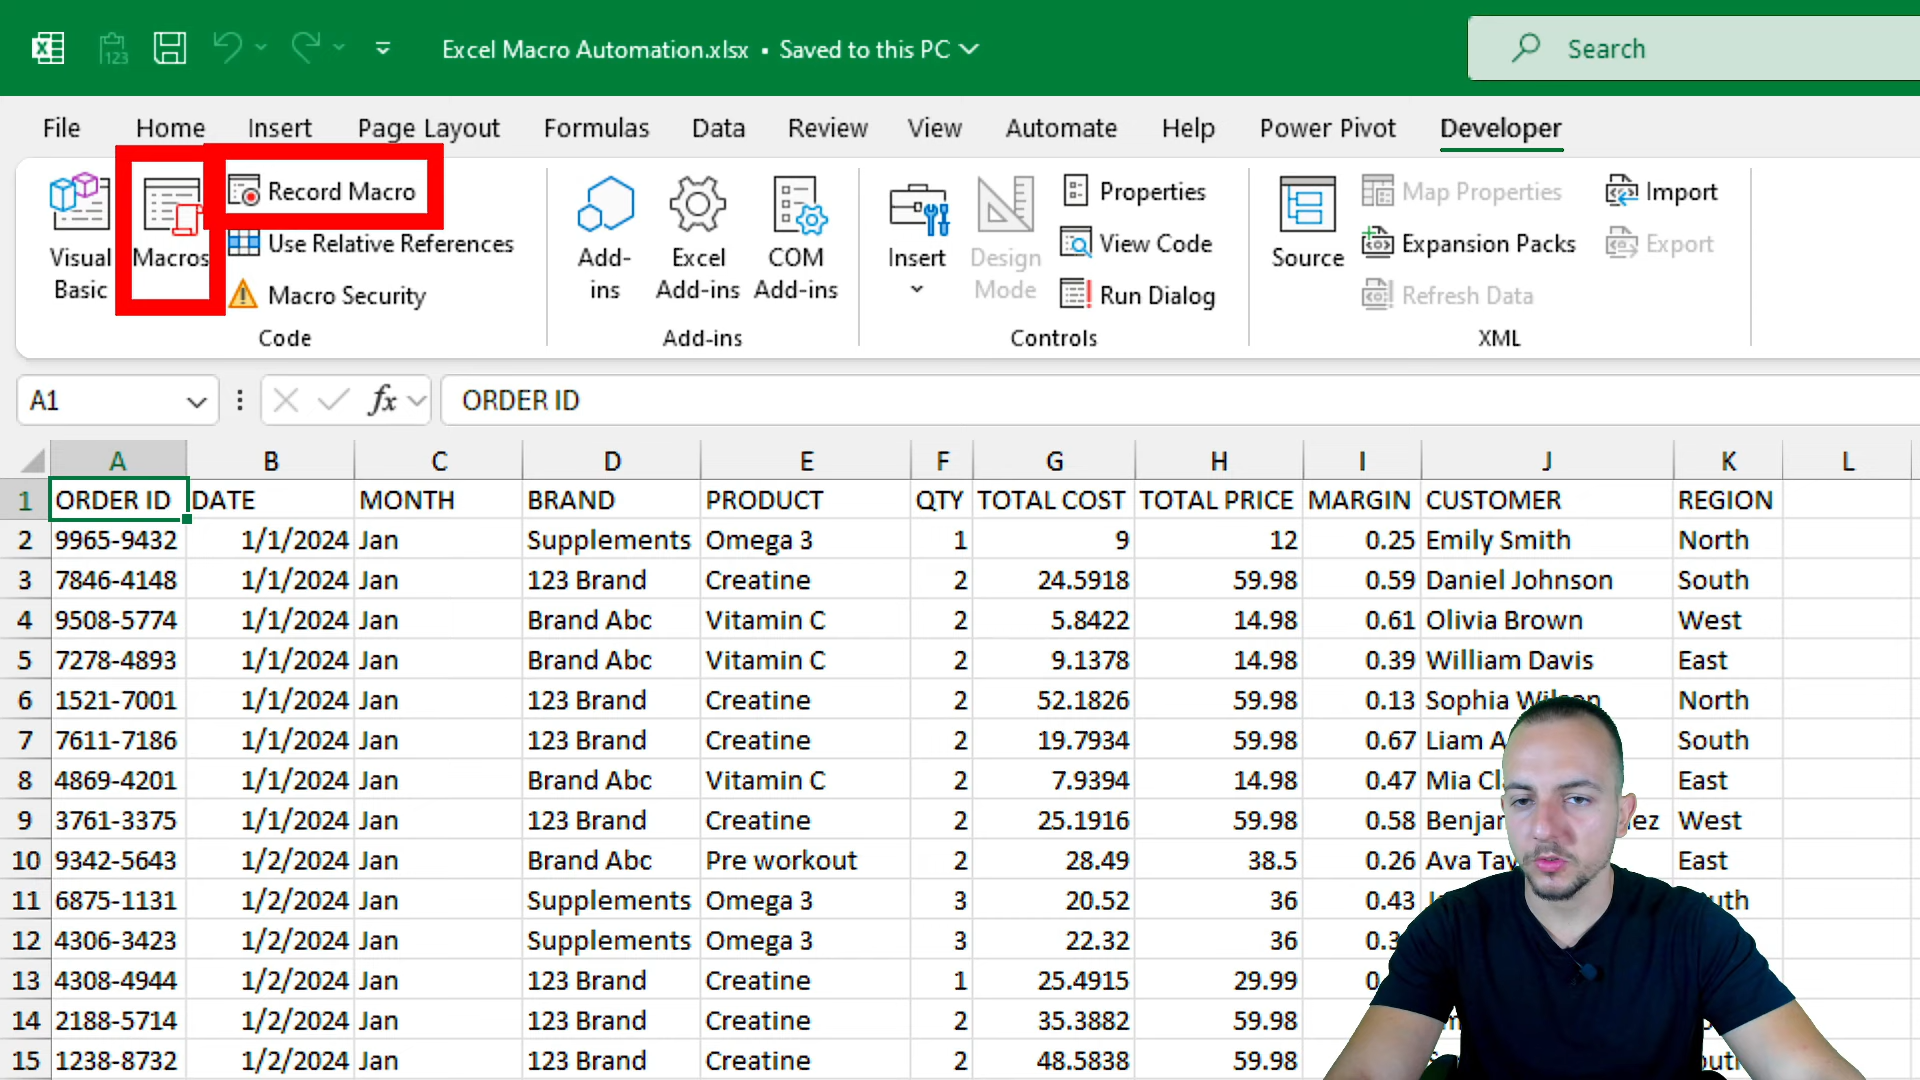 Excel Macro Automation.xlsx • Saved to this PC
Search
File Home Insert Page Layout Formulas Data Review View Automate Help Power Pivot Developer
Visual Basic
Macros
Record Macro
Use Relative References
Macro Security
Code
Add-ins
Excel Add-ins
COM Add-ins
Add-ins
Insert
Design Mode
Properties
View Code
Run Dialog
Controls
Source
Map Properties
Expansion Packs
Refresh Data
Import
Export
XML
A1 fx ORDER ID
A B C D E F G H I J K L
1 ORDER ID DATE MONTH BRAND PRODUCT QTY TOTAL COST TOTAL PRICE MARGIN CUSTOMER REGION
2 9965-9432 1/1/2024 Jan Supplements Omega 3 1 9 12 0.25 Emily Smith North
3 7846-4148 1/1/2024 Jan 123 Brand Creatine 2 24.5918 59.98 0.59 Daniel Johnson South
4 9508-5774 1/1/2024 Jan Brand Abc Vitamin C 2 5.8422 14.98 0.61 Olivia Brown West
5 7278-4893 1/1/2024 Jan Brand Abc Vitamin C 2 9.1378 14.98 0.39 William Davis East
6 1521-7001 1/1/2024 Jan 123 Brand Creatine 2 52.1826 59.98 0.13 Sophia Wilson North
7 7611-7186 1/1/2024 Jan 123 Brand Creatine 2 19.7934 59.98 0.67 Liam South
8 4869-4201 1/1/2024 Jan Brand Abc Vitamin C 2 7.9394 14.98 0.47 Mia East
9 3761-3375 1/1/2024 Jan 123 Brand Creatine 2 25.1916 59.98 0.58 West
10 9342-5643 1/2/2024 Jan Brand Abc Pre workout 2 28.49 38.5 0.26 Ava East
11 6875-1131 1/2/2024 Jan Supplements Omega 3 3 20.52 36 0.43
12 4306-3423 1/2/2024 Jan Supplements Omega 3 3 22.32 36
13 4308-4944 1/2/2024 Jan 123 Brand Creatine 1 25.4915 29.99
14 2188-5714 1/2/2024 Jan 123 Brand Creatine 2 35.3882 59.98
15 1238-8732 1/2/2024 Jan 123 Brand Creatine 2 48.5838 59.98